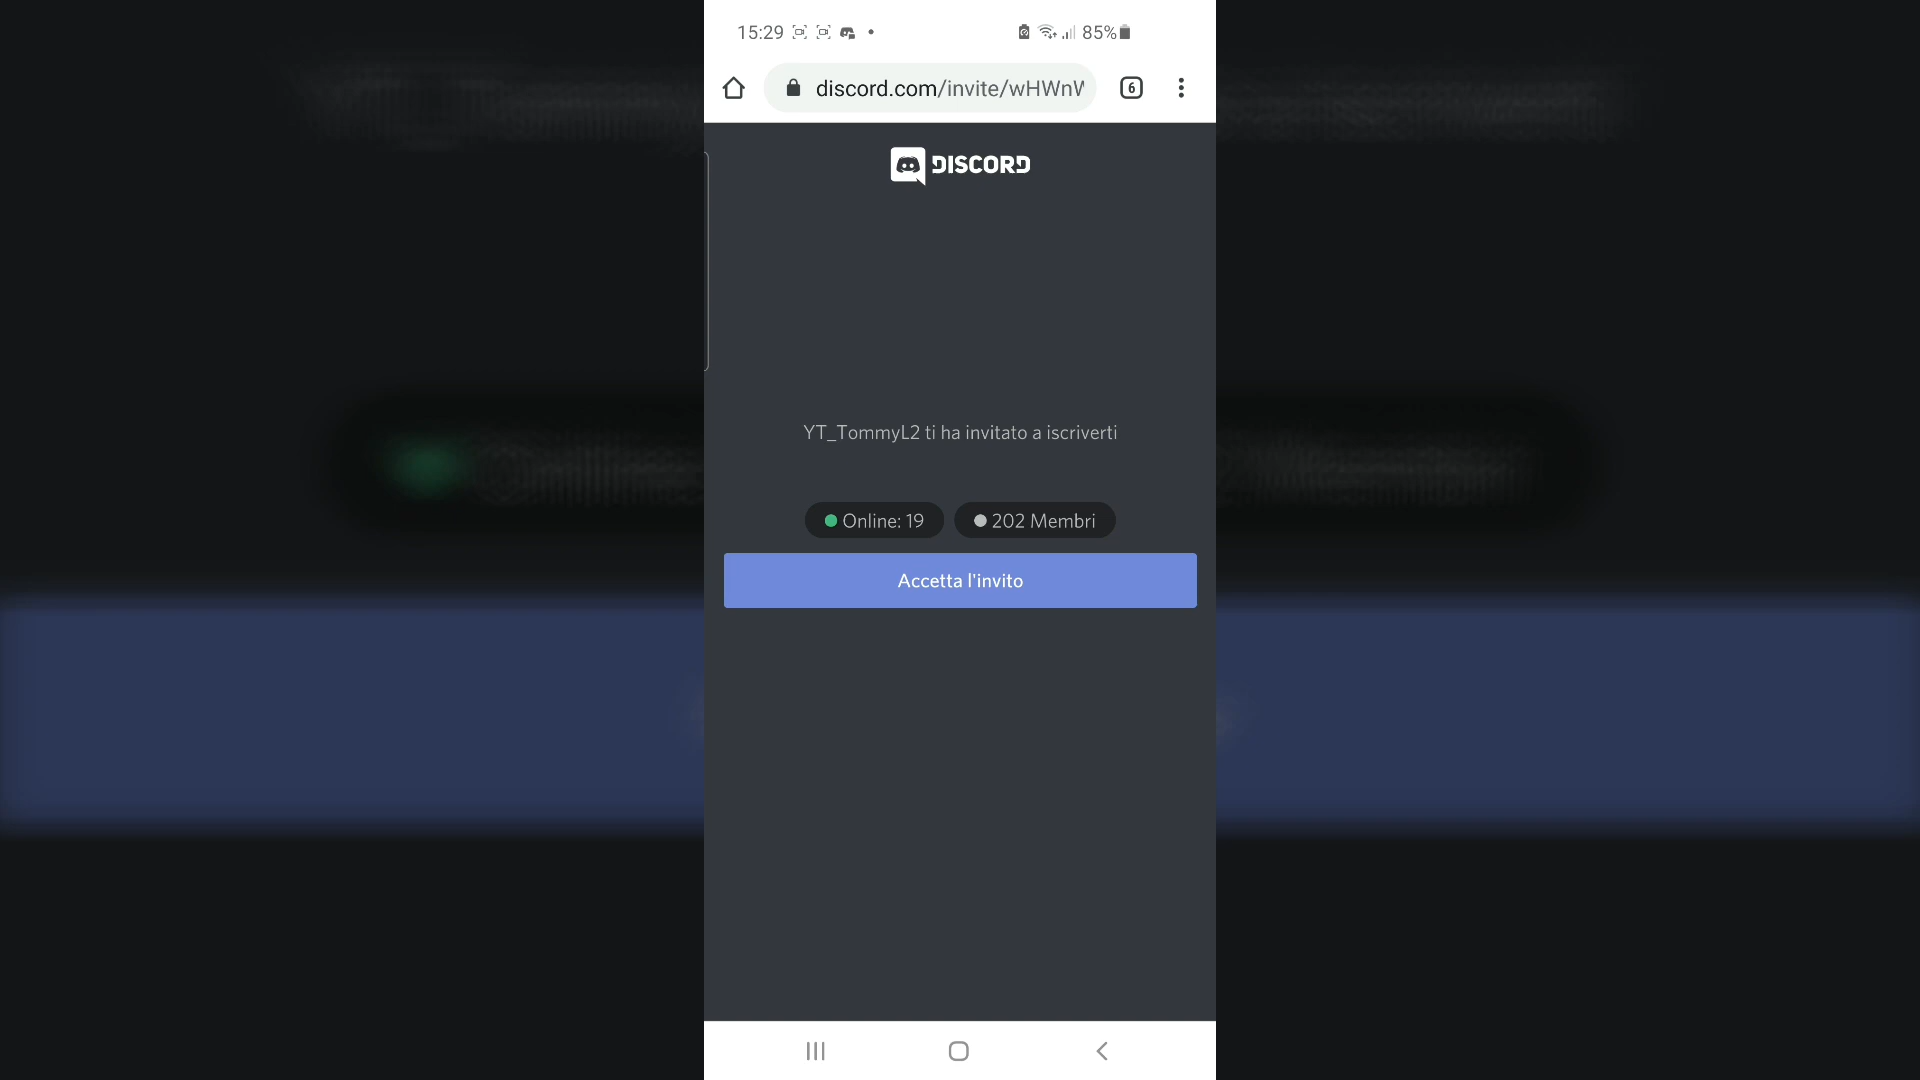 15:29
85%
discord.com/invite/wHWnW
6
DISCORD
YT_TommyL2 ti ha invitato a iscriverti
Online: 19
202 Membri
Accetta l'invito